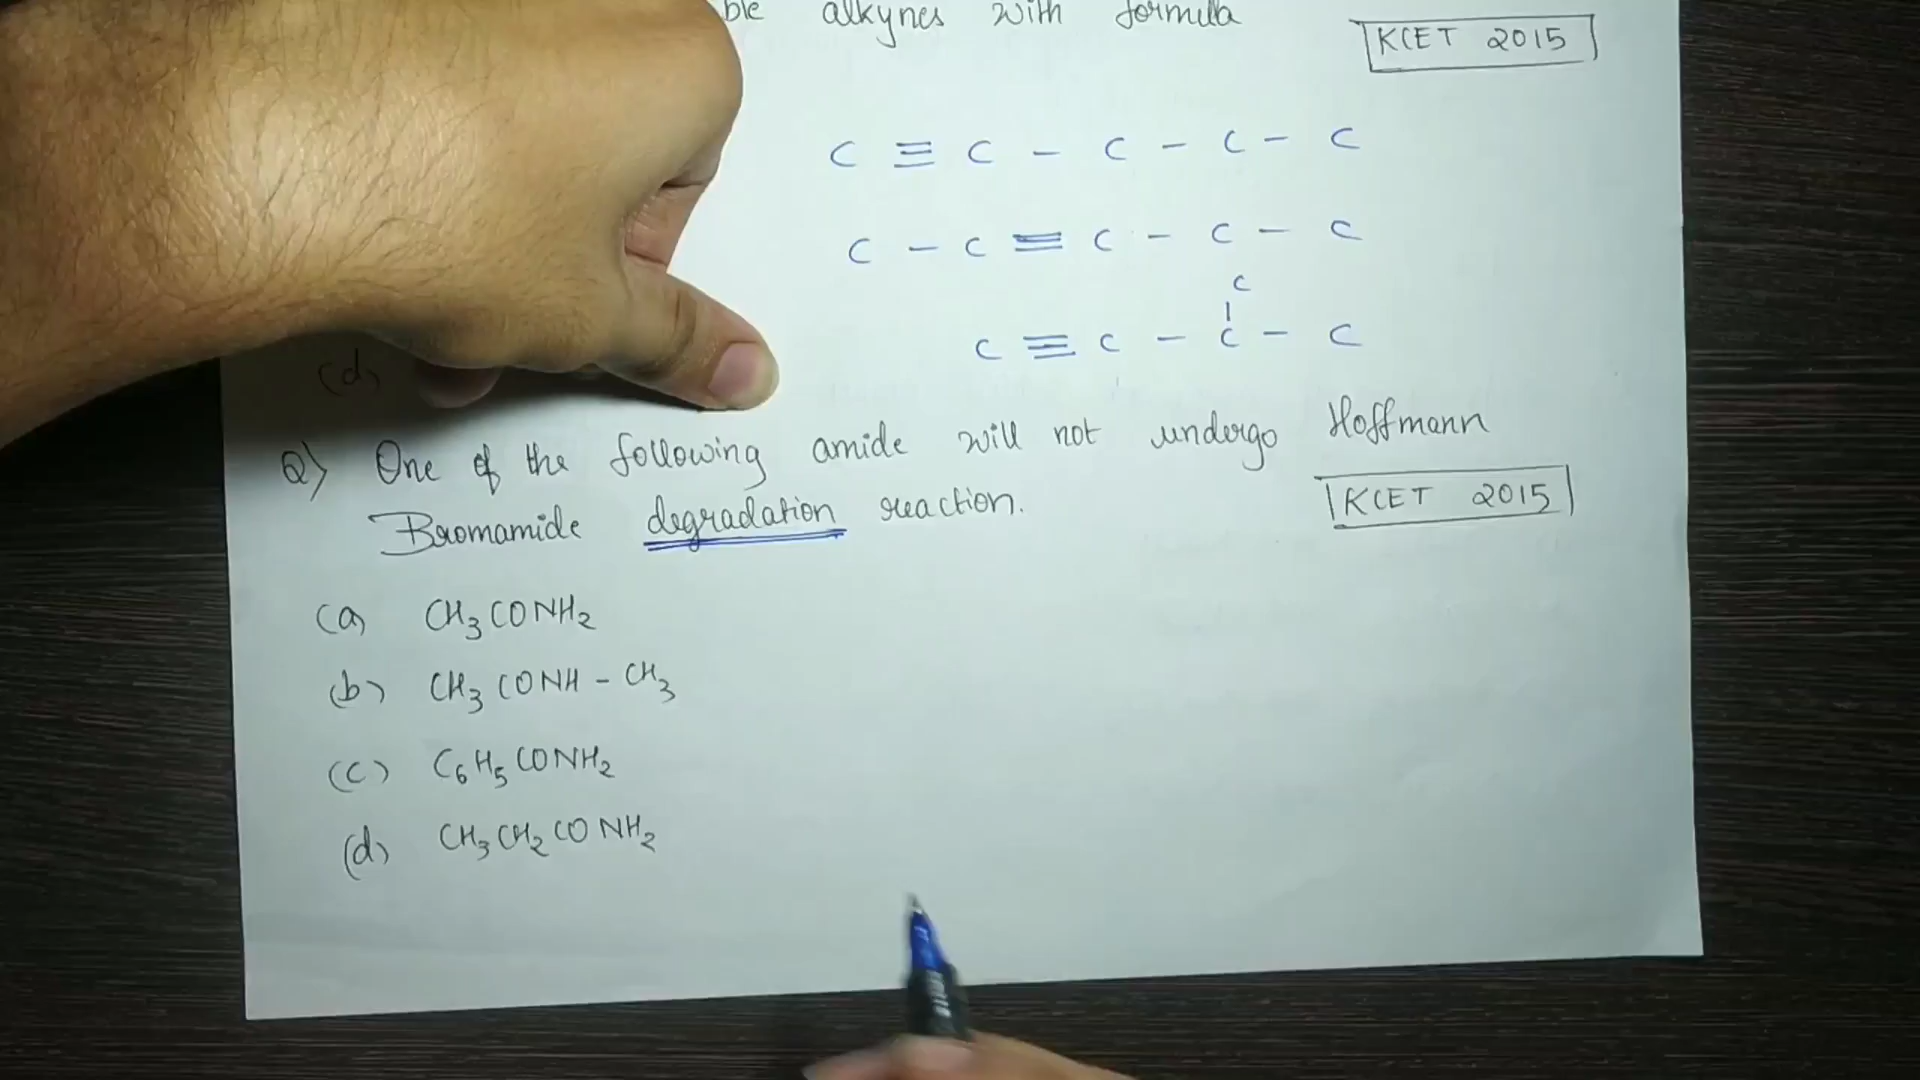 ble alkynes with formula
KCET 2015
C ≡ C - C - C - C
C - C ≡ C - C - C
C
|
C ≡ C - C - C
(d)
Q) One of the following amide will not undergo Hoffmann
Bromamide degradation reaction.
KCET 2015
(a) CH₃CONH₂
(b) CH₃CONH - CH₃
(c) C₆H₅CONH₂
(d) CH₃CH₂CONH₂